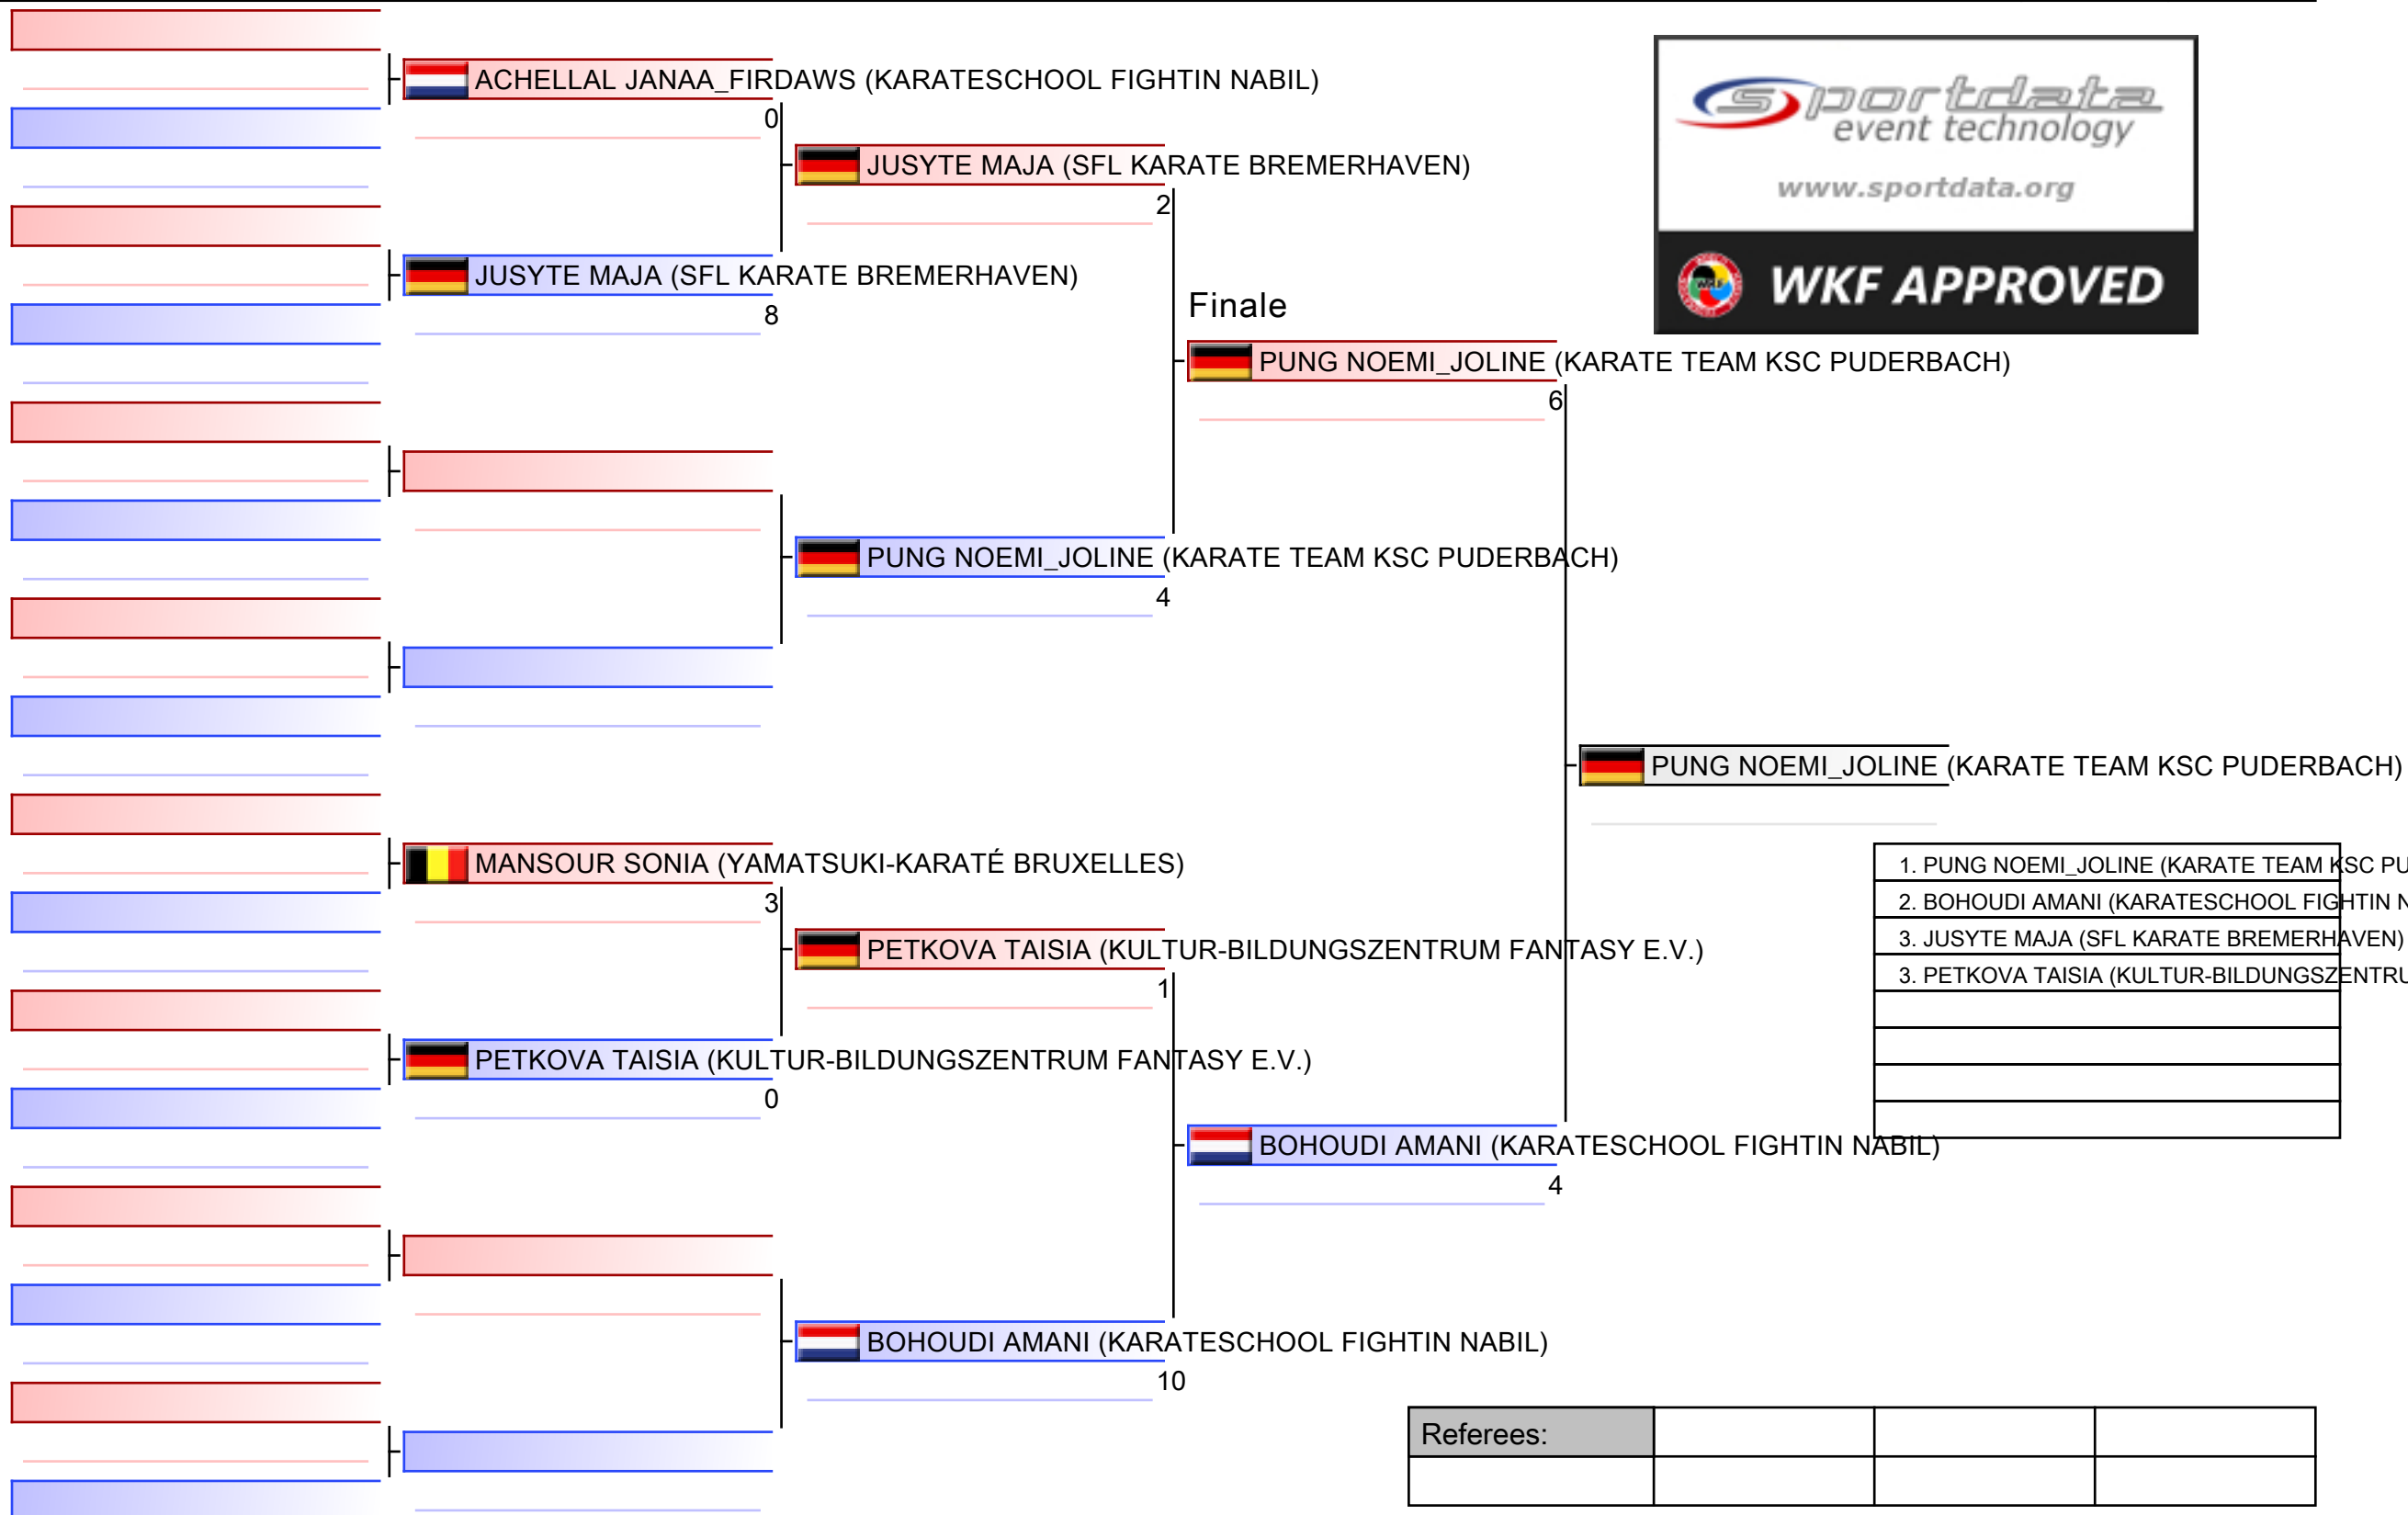 ACHELLAL JANAA_FIRDAWS (KARATESCHOOL FIGHTIN NABIL)
0
JUSYTE MAJA (SFL KARATE BREMERHAVEN)
2
JUSYTE MAJA (SFL KARATE BREMERHAVEN)
8
sportdata
event technology
www.sportdata.org
WKF
WKF APPROVED
Finale
PUNG NOEMI_JOLINE (KARATE TEAM KSC PUDERBACH)
6
PUNG NOEMI_JOLINE (KARATE TEAM KSC PUDERBACH)
4
PUNG NOEMI_JOLINE (KARATE TEAM KSC PUDERBACH)
MANSOUR SONIA (YAMATSUKI-KARATÉ BRUXELLES)
3
PETKOVA TAISIA (KULTUR-BILDUNGSZENTRUM FANTASY E.V.)
1
PETKOVA TAISIA (KULTUR-BILDUNGSZENTRUM FANTASY E.V.)
0
1. PUNG NOEMI_JOLINE (KARATE TEAM KSC PU
2. BOHOUDI AMANI (KARATESCHOOL FIGHTIN N
3. JUSYTE MAJA (SFL KARATE BREMERHAVEN)
3. PETKOVA TAISIA (KULTUR-BILDUNGSZENTRU
BOHOUDI AMANI (KARATESCHOOL FIGHTIN NABIL)
4
BOHOUDI AMANI (KARATESCHOOL FIGHTIN NABIL)
10
Referees: